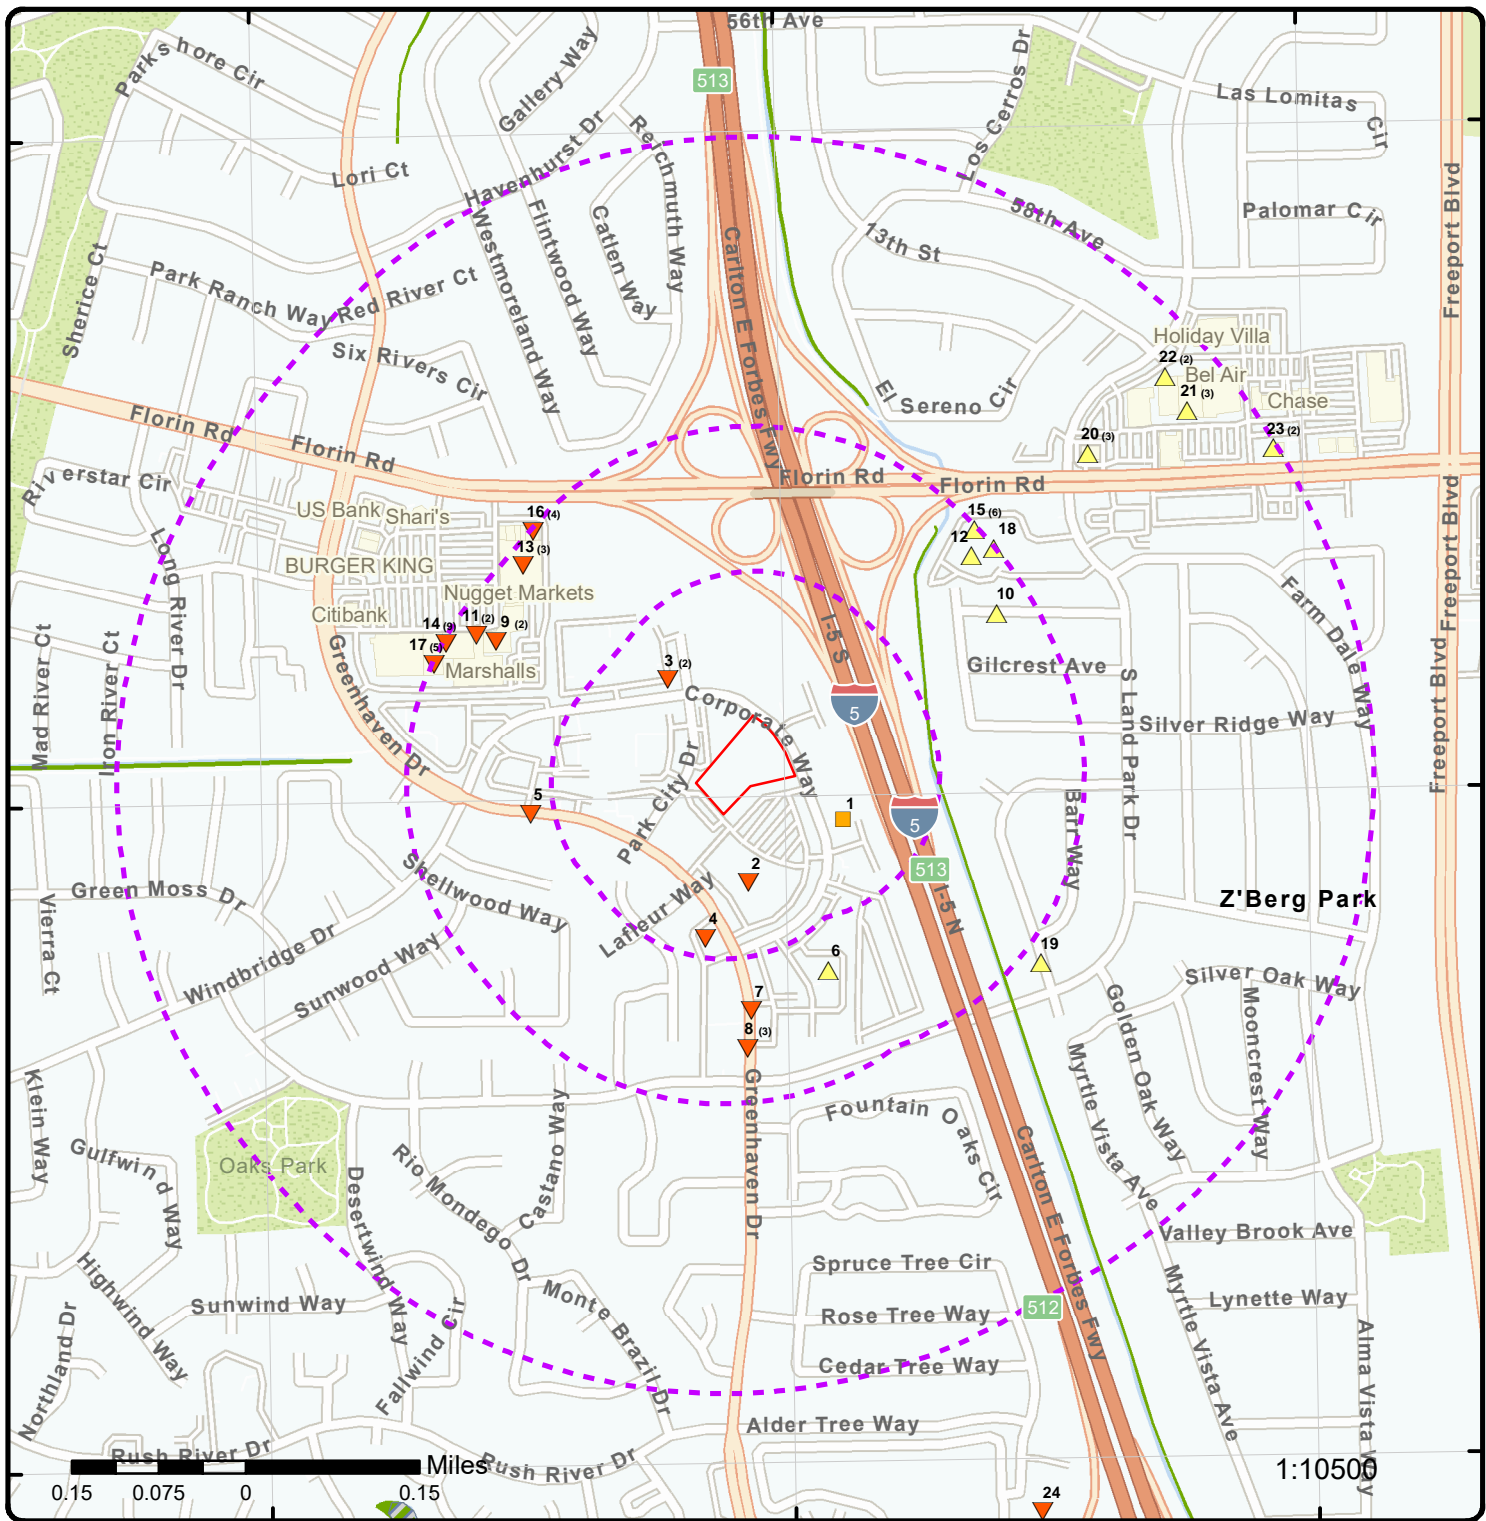 56th Ave
Parkshore Cir
Gallery Way
513
Los Cerros Dr
Las Lomitas Cir
Lori Ct
Havenhurst Dr
Reichmuth Way
Freeport Blvd
Westmoreland Way
Flintwood Way
Catlen Way
Carlton E Forbes Fwy
13th St
58th Ave
Palomar Cir
Sherice Ct
Park Ranch Way
Red River Ct
Six Rivers Cir
Holiday Villa
22 (2)
Bel Air
21 (3)
Chase
El Sereno Cir
20 (3)
23 (2)
Florin Rd
Florin Rd
Florin Rd
Florin Rd
Riverstar Cir
US Bank
Shari's
16 (4)
15 (6)
12
18
13 (3)
BURGER KING
Nugget Markets
Citibank
Long River Dr
10
Farm Dale Way
Freeport Blvd
14 (9)
11 (2)
9 (2)
17 (5)
Marshalls
I-5 S
Gilcrest Ave
3 (2)
Mad River Ct
Iron River Ct
Greenhaven Dr
Corporate Way
5
S Land Park Dr
Silver Ridge Way
Freeport Blvd
Park City Dr
5
1
5
Barr Way
513
2
Green Moss Dr
Shellwood Way
Lafleur Way
I-5 N
Z'Berg Park
Vierra Ct
4
Windbridge Dr
Sunwood Way
6
19
Silver Oak Way
7
8 (3)
Golden Oak Way
Mooncrest Way
Klein Way
Greenhaven Dr
Myrtle Vista Ave
Castano Way
Fountain Oaks Cir
Carlton E Forbes Fwy
Gulfwind Way
Oaks Park
Desertwind Way
Rio Mondego Dr
Valley Brook Ave
Highwind Way
Spruce Tree Cir
Sunwind Way
Monte Brazil Dr
512
Lynette Way
Rose Tree Way
Northland Dr
Fallwind Cir
Cedar Tree Way
Myrtle Vista Ave
Alma Vista Way
Alder Tree Way
Rush River Dr
Rush River Dr
Miles
1:10500
0.15 0.075 0 0.15
24